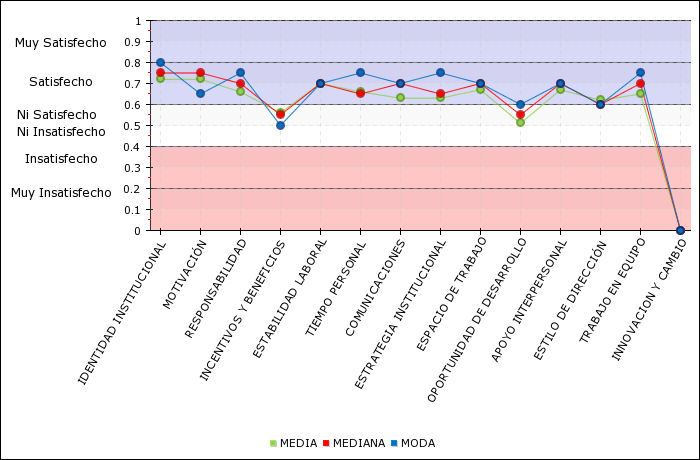 1
0.9
Muy Satisfecho
0.8
0.7
Satisfecho
0.6
Ni Satisfecho
0.5
Ni Insatisfecho
0.4
Insatisfecho
0.3
0.2
Muy Insatisfecho
0.1
0
IDENTIDAD INSTITUCIONAL
MOTIVACIÓN
RESPONSABILIDAD
INCENTIVOS Y BENEFICIOS
ESTABILIDAD LABORAL
TIEMPO PERSONAL
COMUNICACIONES
ESTRATEGIA INSTITUCIONAL
ESPACIO DE TRABAJO
OPORTUNIDAD DE DESARROLLO
APOYO INTERPERSONAL
ESTILO DE DIRECCIÓN
TRABAJO EN EQUIPO
INNOVACION Y CAMBIO
MEDIA MEDIANA MODA